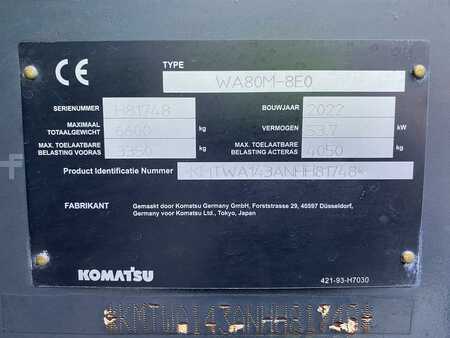 CE
TYPE
WA80M-8E0
SERIENUMMER H81748 BOUWJAAR 2022
MAXIMAAL TOTAALGEWICHT 6600 kg VERMOGEN 53.7 kW
MAX. TOELAATBARE BELASTING VOORAS 3350 kg MAX. TOELAATBARE BELASTING ACTERAS 4050 kg
Product Identificatie Nummer *KMTWA143ANHH81748*
FABRIKANT Gemaakt door Komatsu Germany GmbH, Forststrasse 29, 40597 Düsseldorf,
Germany voor Komatsu Ltd., Tokyo, Japan
KOMATSU
421-93-H7030